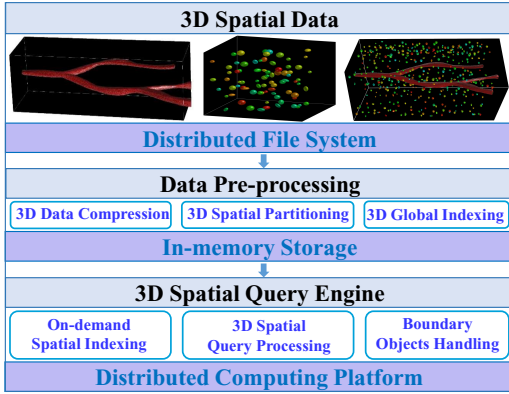 3D Spatial Data
Distributed File System
Data Pre-processing
3D Data Compression
3D Spatial Partitioning
3D Global Indexing
In-memory Storage
3D Spatial Query Engine
On-demand
Spatial Indexing
3D Spatial
Query Processing
Boundary
Objects Handling
Distributed Computing Platform